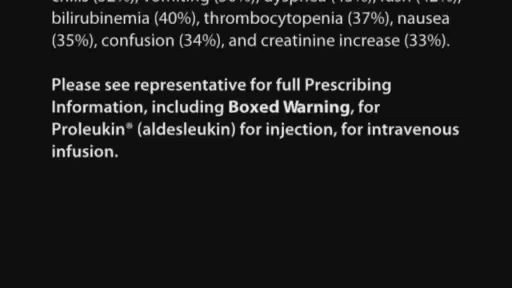 bilirubinemia (40%), thrombocytopenia (37%), nausea
(35%), confusion (34%), and creatinine increase (33%).
Please see representative for full Prescribing
Information, including Boxed Warning, for
Proleukin® (aldesleukin) for injection, for intravenous
infusion.